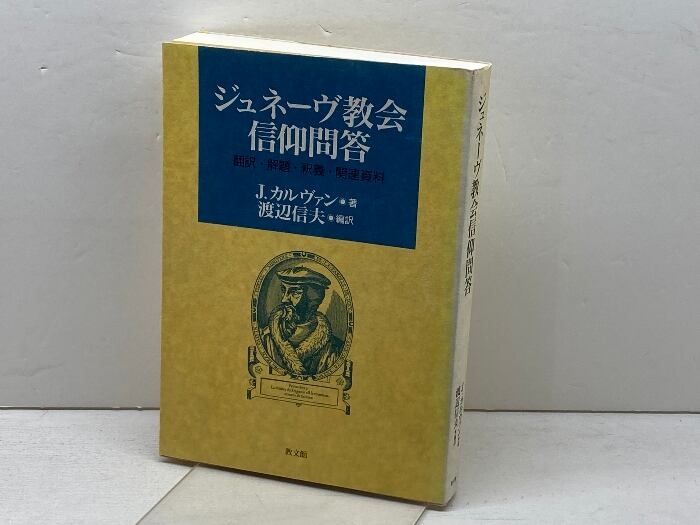 ジュネーヴ教会
信仰問答
翻訳・解題・釈義・関連資料
J.カルヴァン●著
渡辺信夫●編訳
教文館
ジュネーヴ教会信仰問答